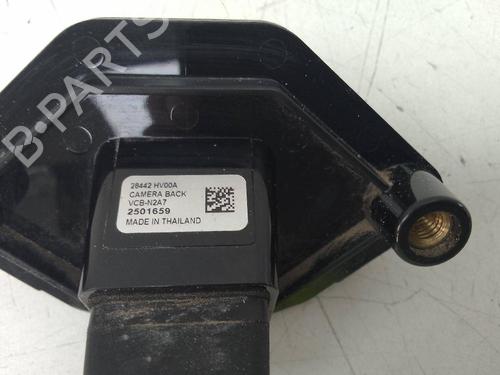 B-PARTS
28442 HV00A
CAMERA BACK
VCB-N2A7
2501659
MADE IN THAILAND